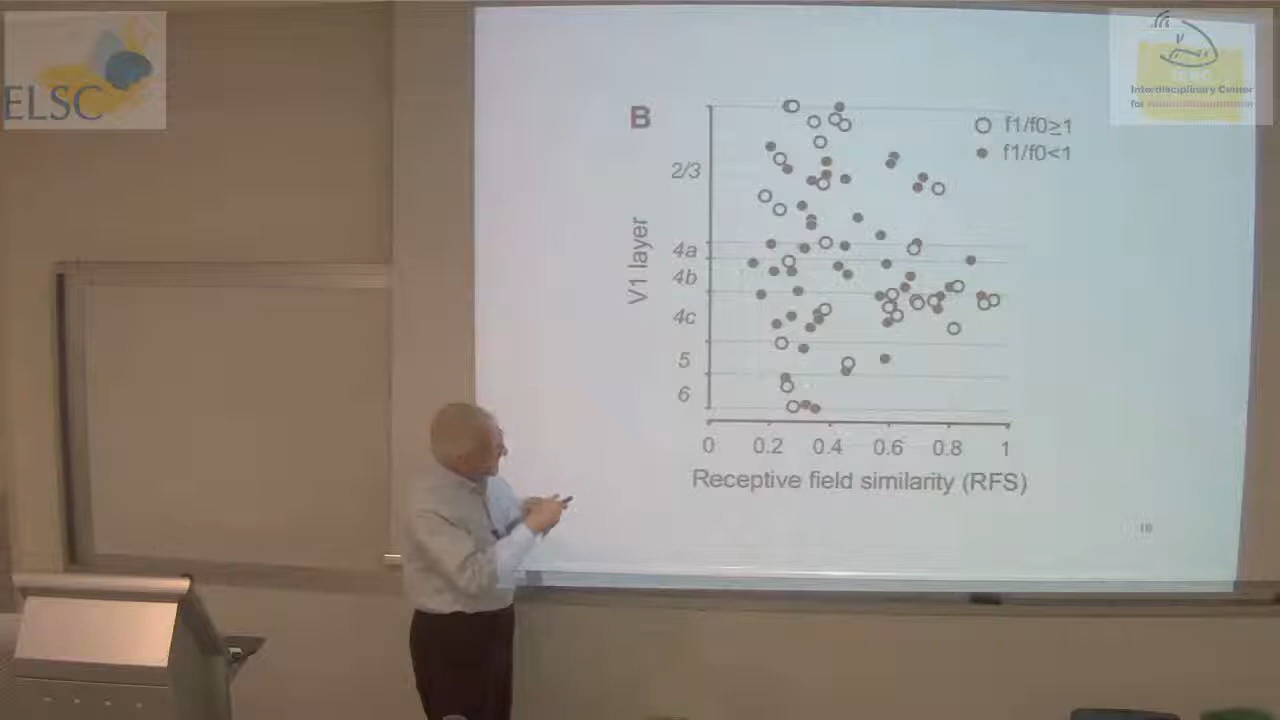 ELSC
Interdisciplinary Center
for
B
f1/f0≥1
f1/f0<1
V1 layer
2/3
4a
4b
4c
5
6
0 0.2 0.4 0.6 0.8 1
Receptive field similarity (RFS)